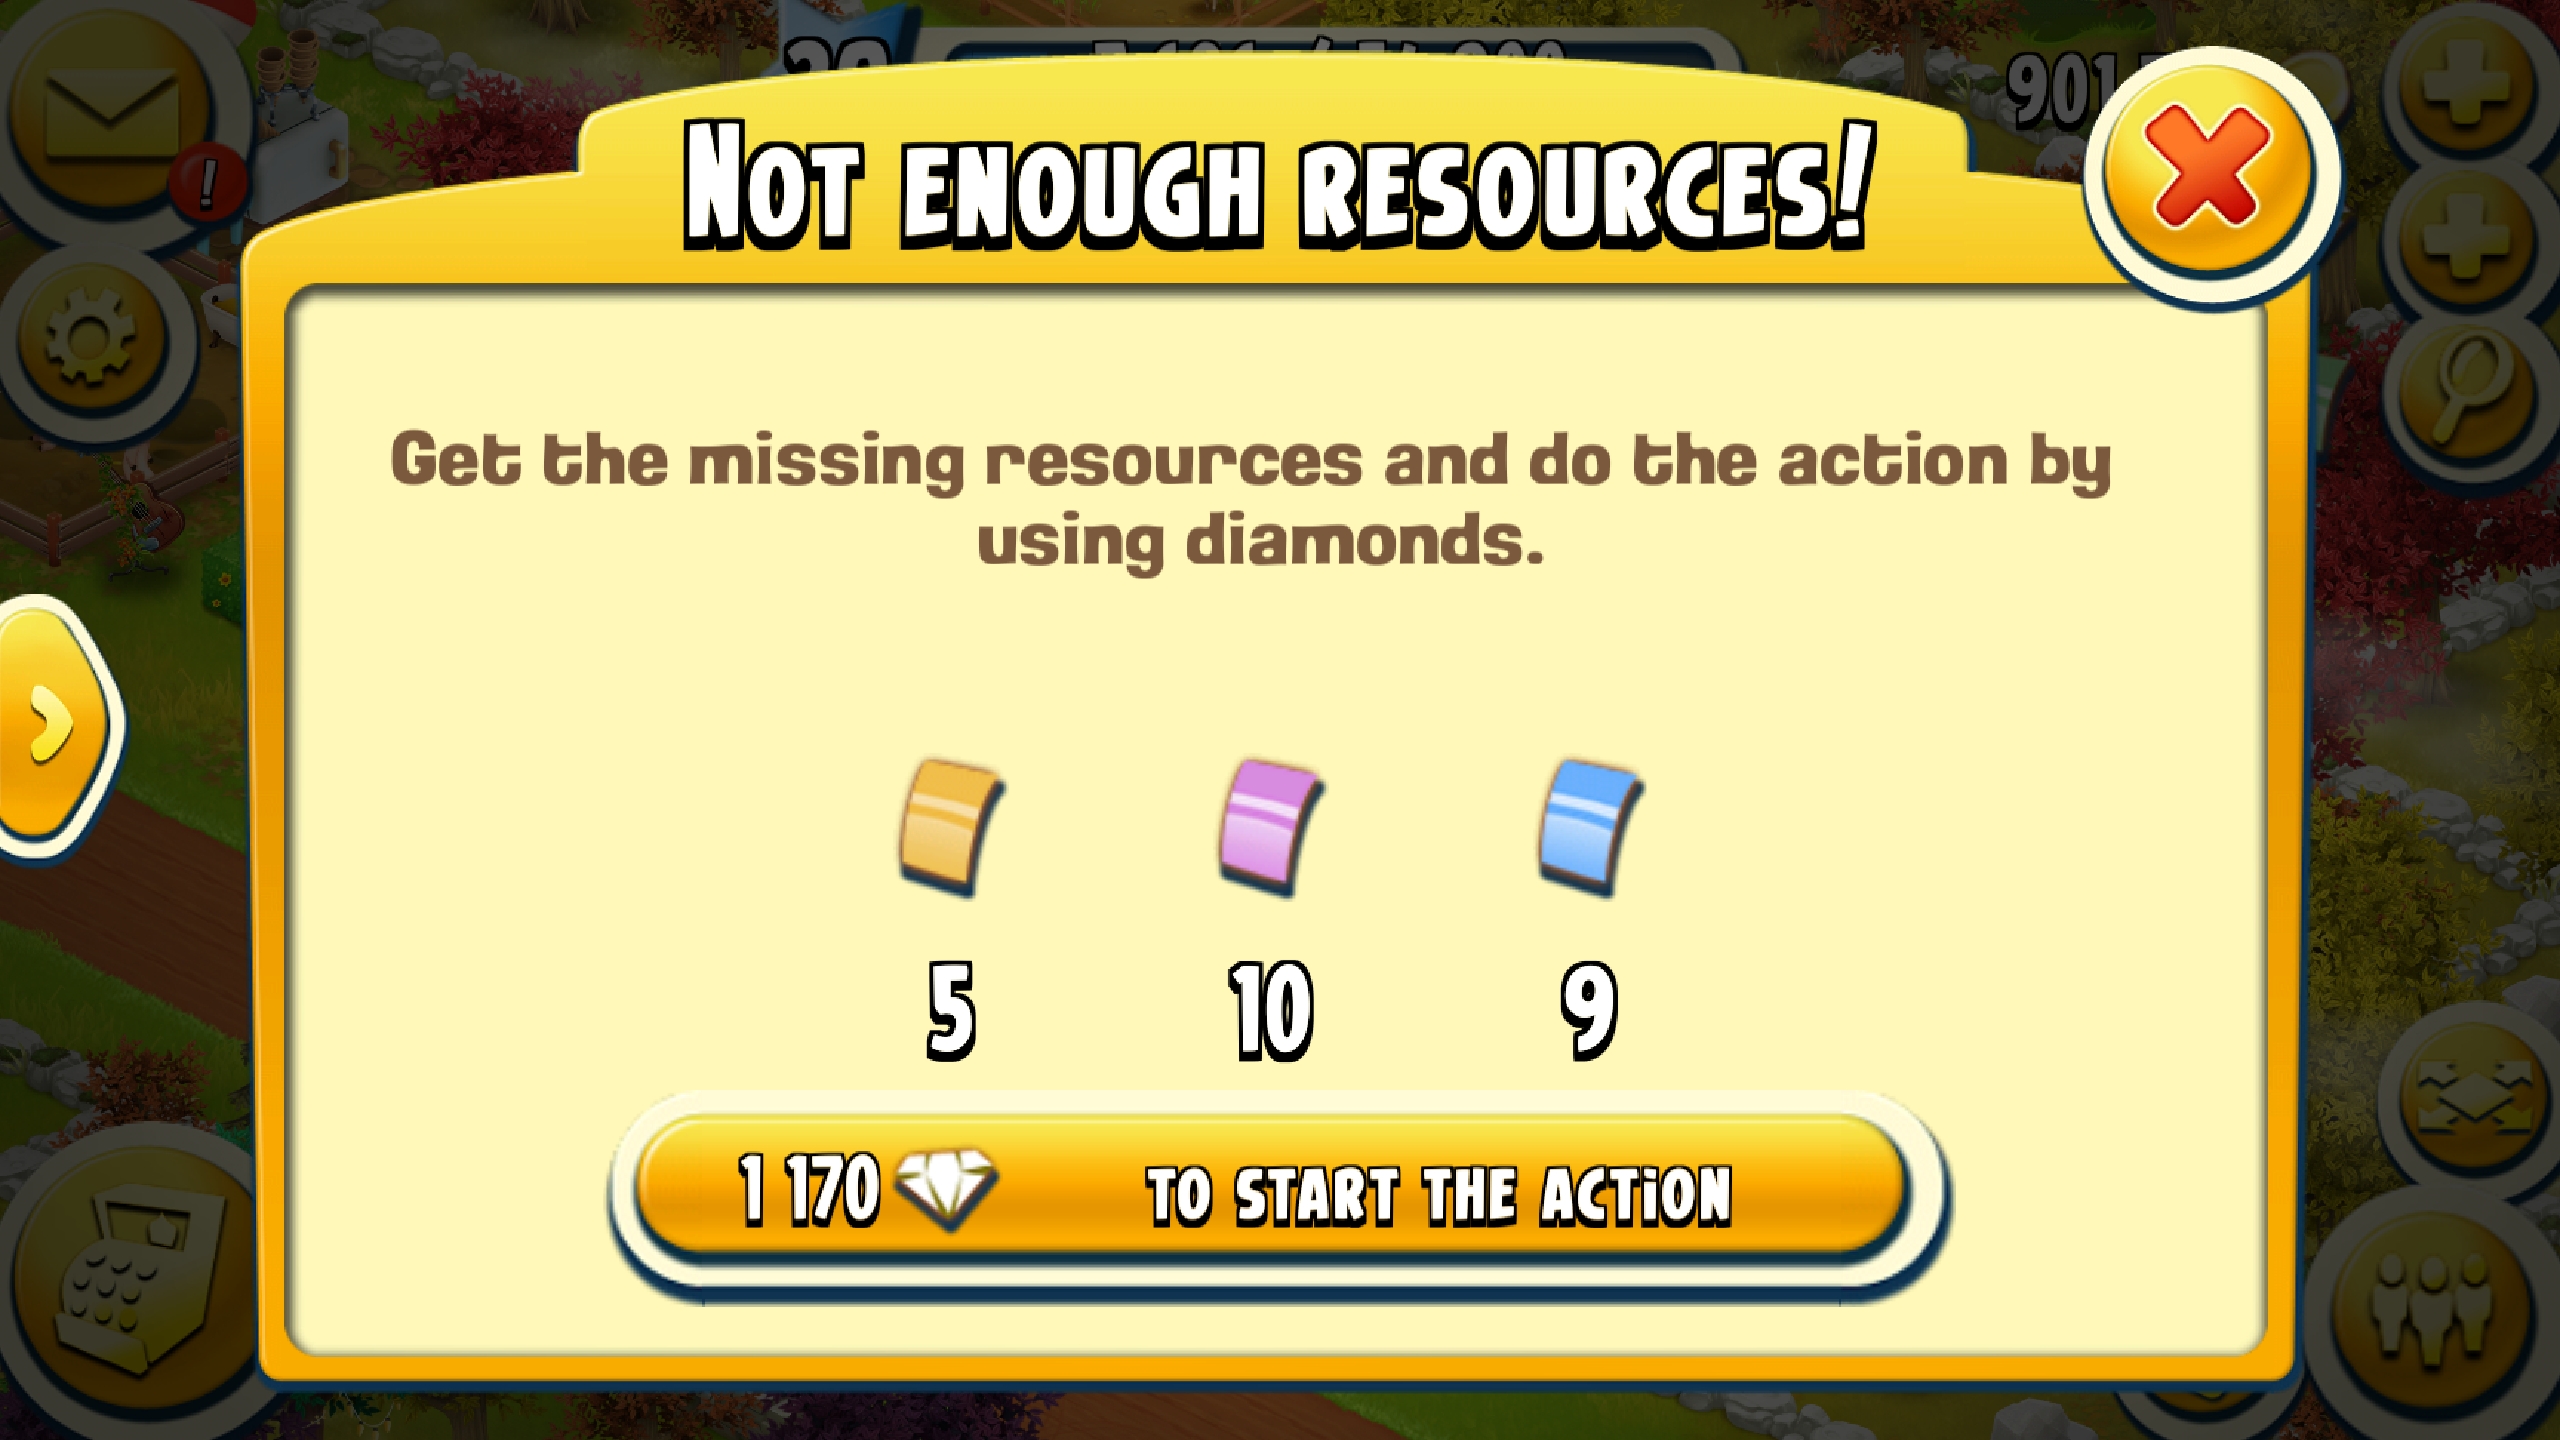 NOT ENOUGH RESOURCES!
Get the missing resources and do the action by
using diamonds.
5 10 9
1 170 TO START THE ACTION
!